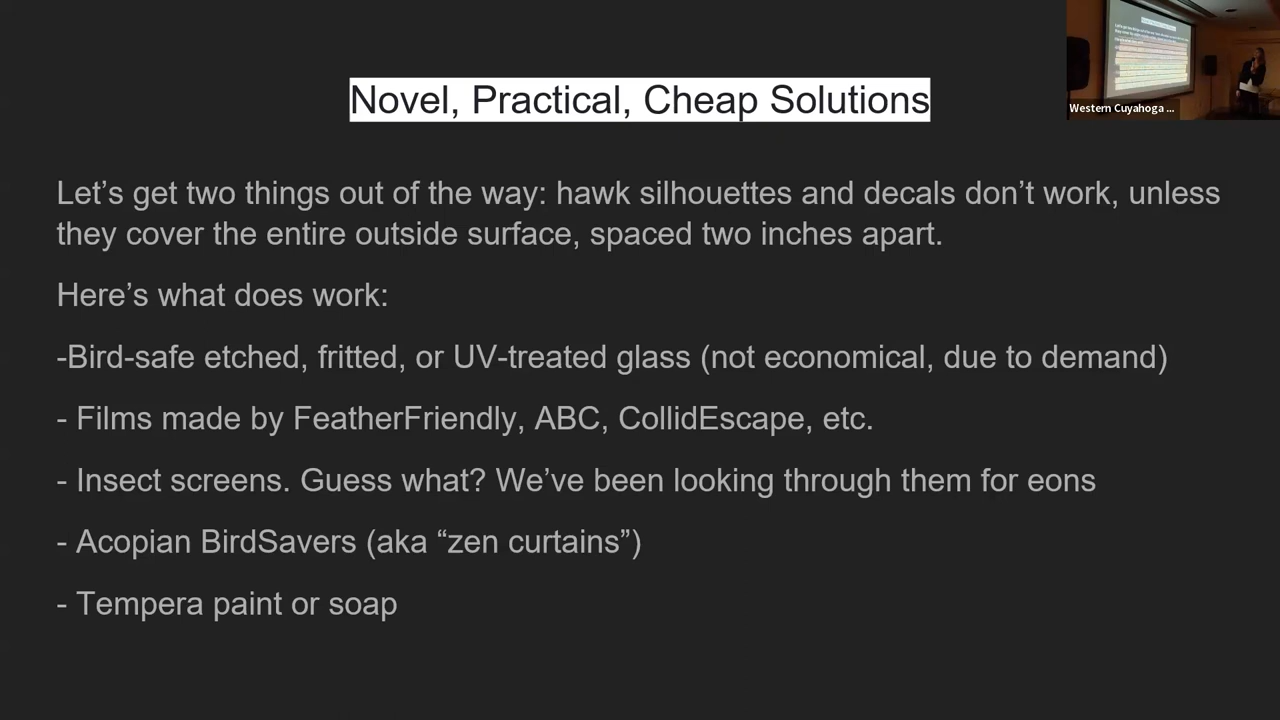 Novel, Practical, Cheap Solutions
Western Cuyahoga ...
Let’s get two things out of the way: hawk silhouettes and decals don’t work, unless
they cover the entire outside surface, spaced two inches apart.
Here’s what does work:
-Bird-safe etched, fritted, or UV-treated glass (not economical, due to demand)
- Films made by FeatherFriendly, ABC, CollidEscape, etc.
- Insect screens. Guess what? We’ve been looking through them for eons
- Acopian BirdSavers (aka “zen curtains”)
- Tempera paint or soap